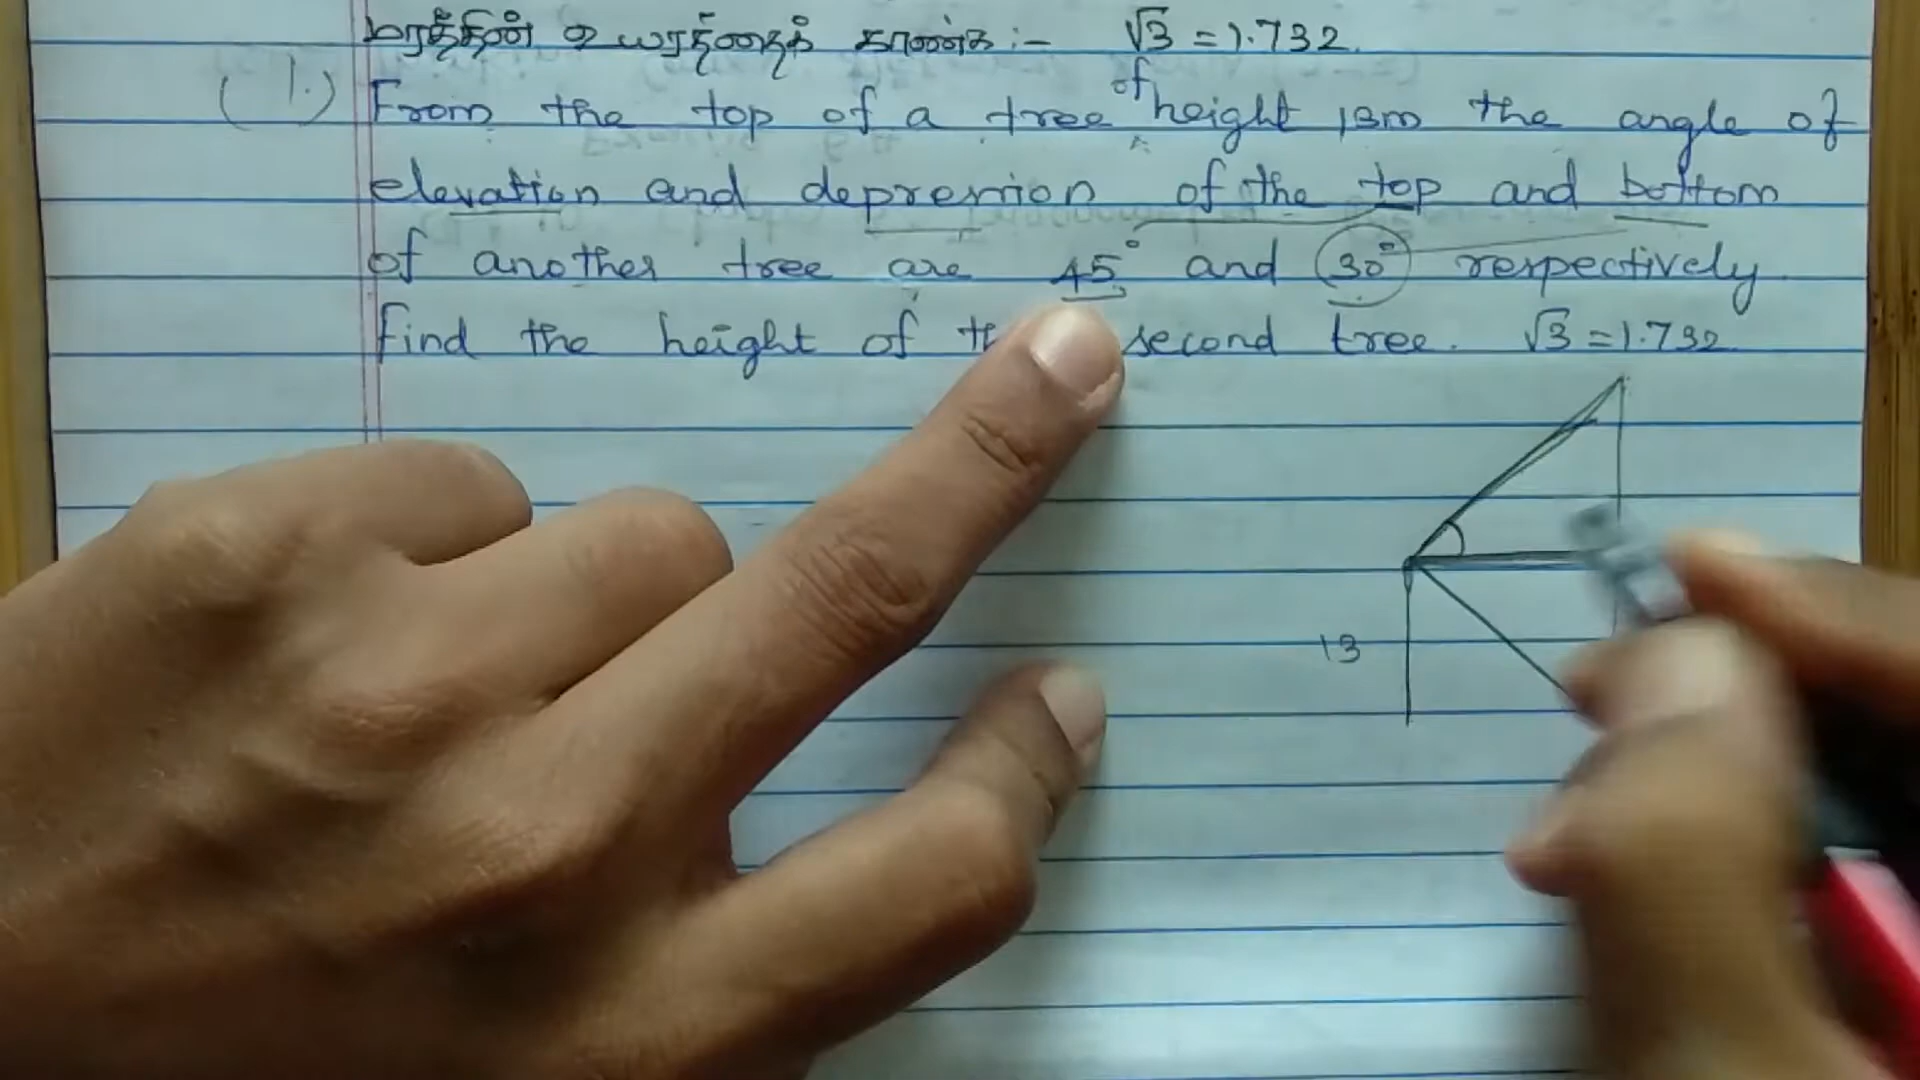 மரத்தின் உயரத்தைக் காண்க :- √3 = 1.732.
(1.) From the top of a tree of height 13m the angle of
elevation and depression of the top and bottom
of another tree are 45° and 30° respectively
Find the height of second tree. √3 = 1.732
13